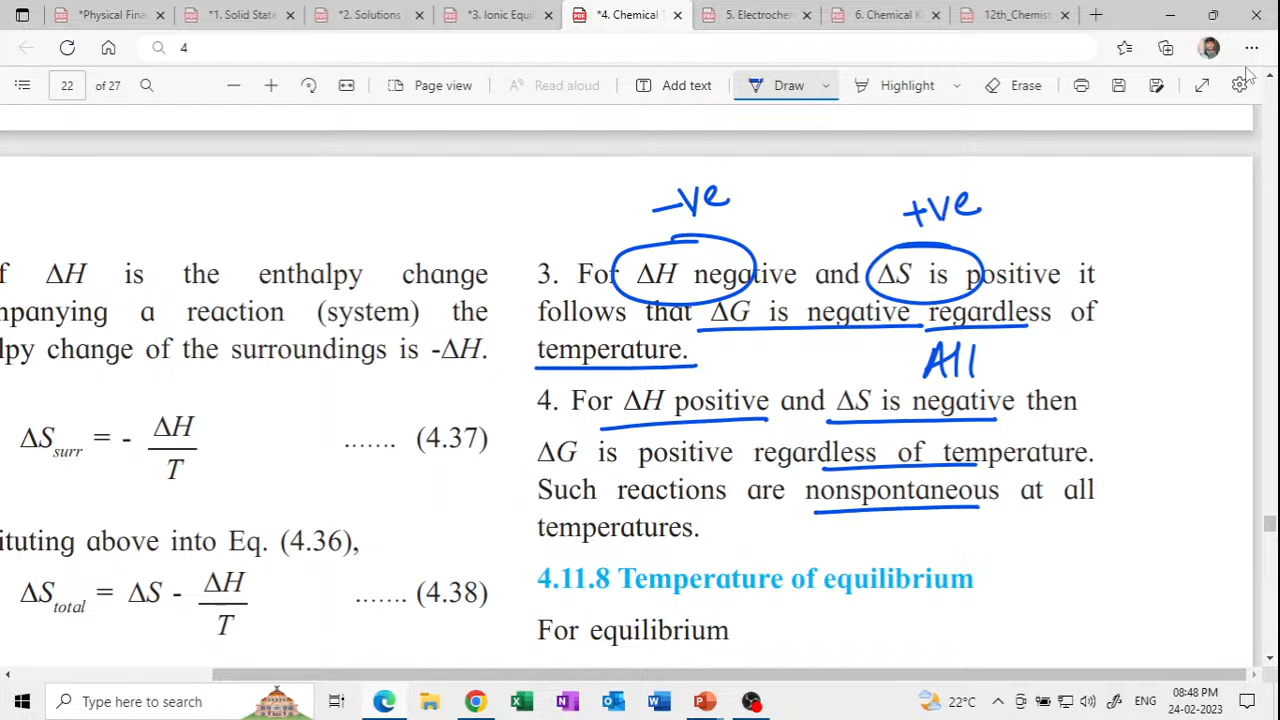 *Physical Fina
*1. Solid State
*2. Solutions
*3. Ionic Equi
*4. Chemical T
5. Electrochem
6. Chemical K
12th_Chemis
4
22 of 27
Page view
Read aloud
Add text
Draw
Highlight
Erase
ΔH is the enthalpy change
a reaction (system) the
change of the surroundings is -ΔH.
ΔSsurr = - ΔH/T ....... (4.37)
above into Eq. (4.36),
ΔStotal = ΔS - ΔH/T ....... (4.38)
-ve +ve
3. For ΔH negative and ΔS is positive it
follows that ΔG is negative regardless of
temperature.
All
4. For ΔH positive and ΔS is negative then
ΔG is positive regardless of temperature.
Such reactions are nonspontaneous at all
temperatures.
4.11.8 Temperature of equilibrium
For equilibrium
Type here to search
22°C
ENG
08:48 PM
24-02-2023